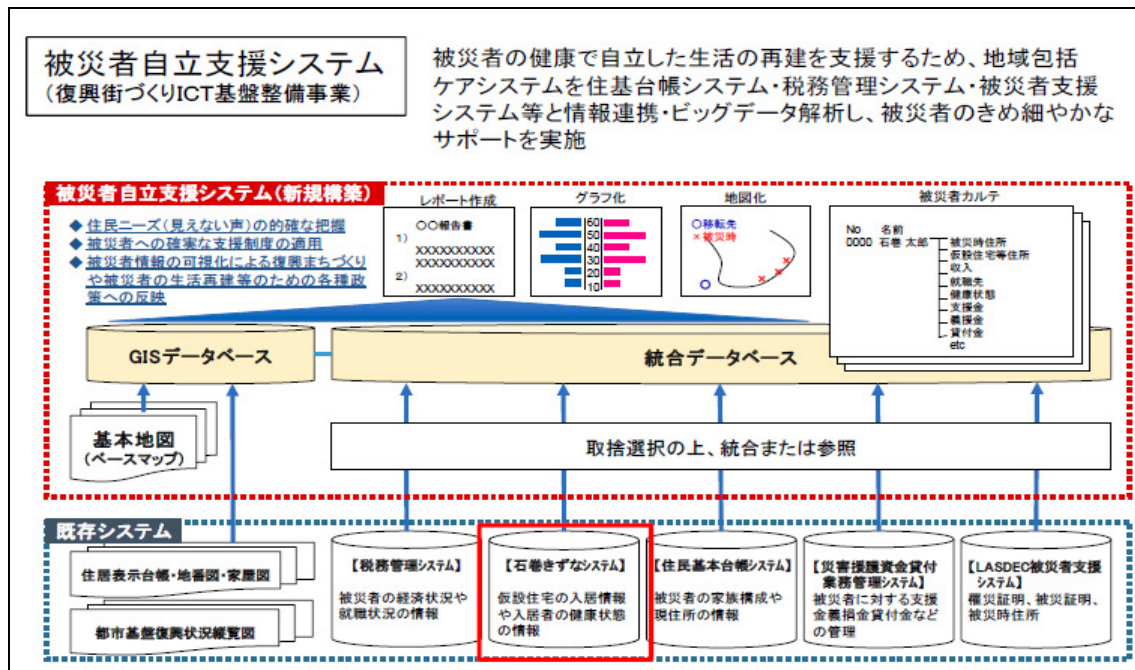 被災者自立支援システム
(復興街づくりICT基盤整備事業)
被災者の健康で自立した生活の再建を支援するため、地域包括
ケアシステムを住基台帳システム・税務管理システム・被災者支援
システム等と情報連携・ビッグデータ解析し、被災者のきめ細やかな
サポートを実施
被災者自立支援システム(新規構築)
◆ 住民ニーズ(見えない声)の的確な把握
◆ 被災者への確実な支援制度の適用
◆ 被災者情報の可視化による復興まちづくり
や被災者の生活再建等のための各種政
策への反映
レポート作成
〇〇報告書
1)
XXXXXXXXXX
XXXXXXXXXX
2)
XXXXXXXXXX
グラフ化
60
50
40
30
20
10
地図化
〇移転先
×被災時
被災者カルテ
No 名前
0000 石巻 太郎
被災時住所
仮設住宅等住所
収入
就職先
健康状態
支援金
義援金
貸付金
etc
GISデータベース
統合データベース
基本地図
(ベースマップ)
取捨選択の上、統合または参照
既存システム
住居表示台帳・地番図・家屋図
都市基盤復興状況縦覧図
【税務管理システム】
被災者の経済状況や
就職状況の情報
【石巻きずなシステム】
仮設住宅の入居情報
や入居者の健康状態
の情報
【住民基本台帳システム】
被災者の家族構成や
現住所の情報
【災害援護資金貸付
業務管理システム】
被災者に対する支援
金義捐金貸付金など
の管理
【LASDEC被災者支援
システム】
罹災証明、被災証明、
被災時住所